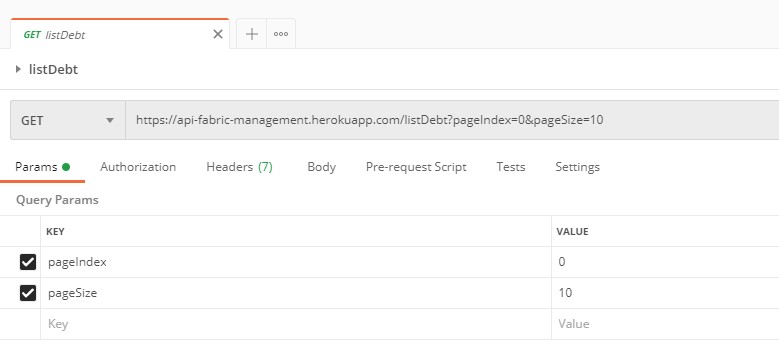 GET listDebt
listDebt
GET https://api-fabric-management.herokuapp.com/listDebt?pageIndex=0&pageSize=10
Params Authorization Headers (7) Body Pre-request Script Tests Settings
Query Params
KEY VALUE
pageIndex 0
pageSize 10
Key Value